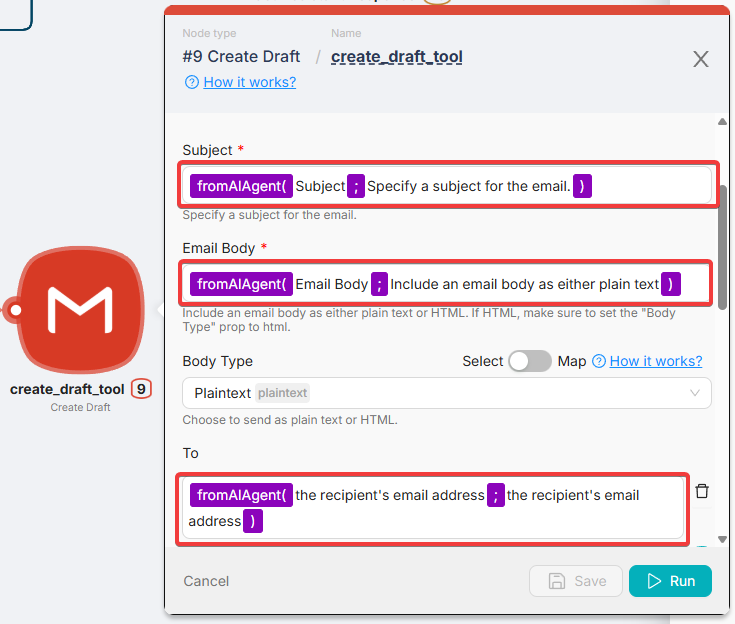 Node type
Name
#9 Create Draft / create_draft_tool
How it works?
Subject *
fromAIAgent( Subject ; Specify a subject for the email. )
Specify a subject for the email.
Email Body *
fromAIAgent( Email Body ; Include an email body as either plain text )
Include an email body as either plain text or HTML. If HTML, make sure to set the "Body
Type" prop to html.
Body Type Select Map How it works?
Plaintext plaintext
Choose to send as plain text or HTML.
To
fromAIAgent( the recipient's email address ; the recipient's email
address )
Cancel Save Run
create_draft_tool 9
Create Draft